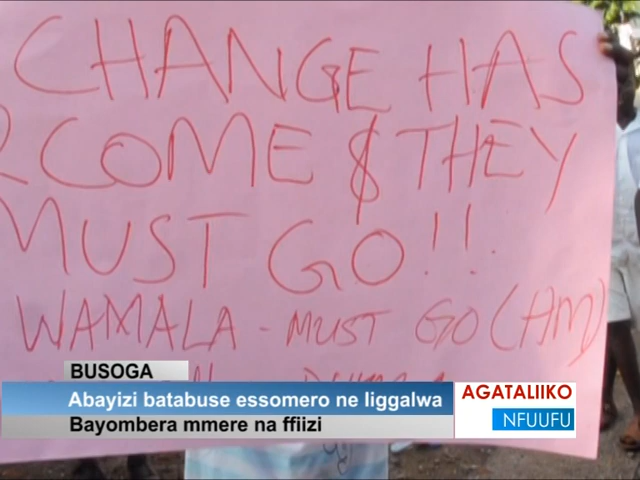 CHANGE HAS
COME & THEY
MUST GO!!
WAMALA - MUST GO (HM)
BUSOGA
Abayizi batabuse essomero ne liggalwa
Bayombera mmere na ffiizi
AGATALIIKO
NFUUFU